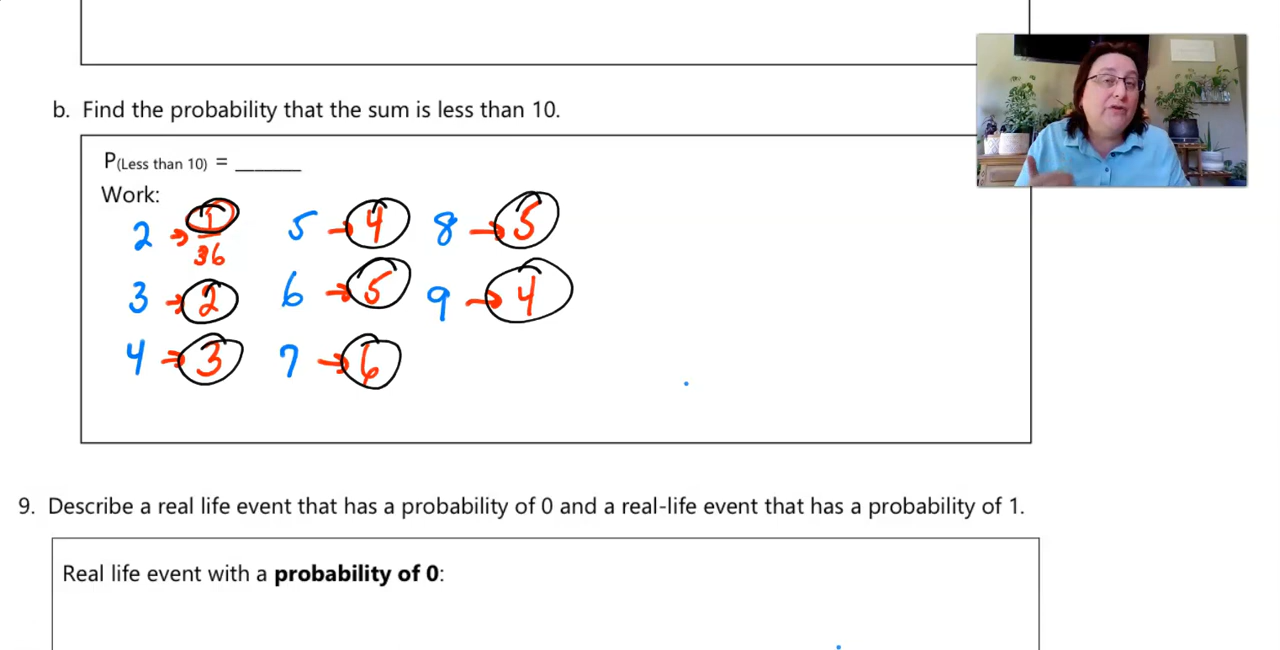 b. Find the probability that the sum is less than 10.
P(Less than 10) = ______
Work:
2 → 1/36 5 → 4 8 → 5
3 → 2 6 → 5 9 → 4
4 → 3 7 → 6
9. Describe a real life event that has a probability of 0 and a real-life event that has a probability of 1.
Real life event with a probability of 0: